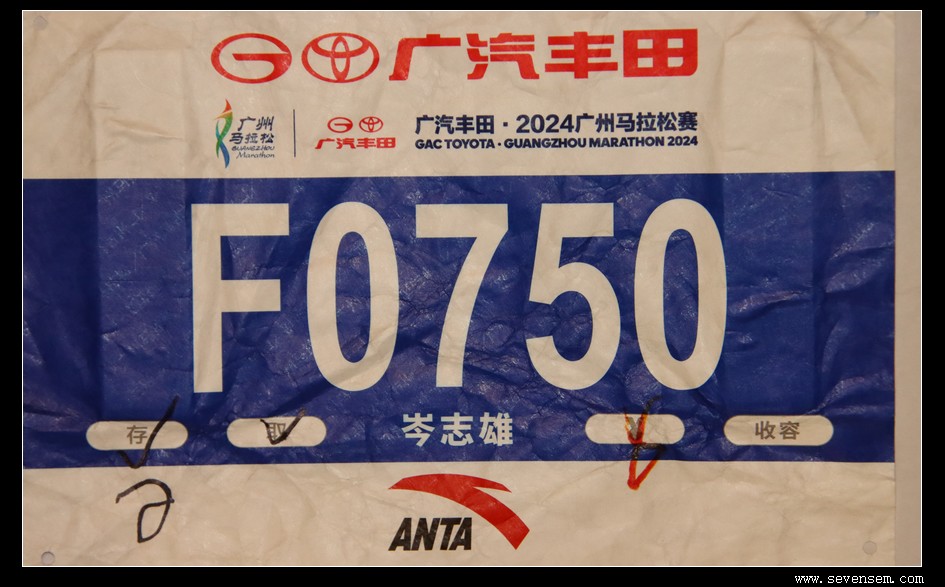 广汽丰田
广州
马拉松
GUANGZHOU
Marathon
广汽丰田
广汽丰田·2024广州马拉松赛
GAC TOYOTA · GUANGZHOU MARATHON 2024
F0750
存 取 岑志雄 收容
ANTA
www.sevensem.com